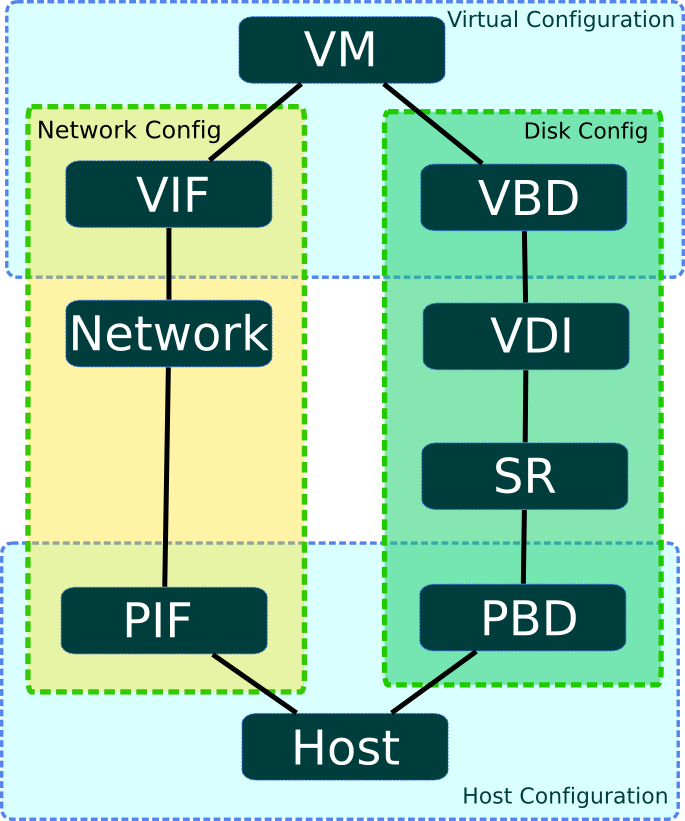 Virtual Configuration
VM
Network Config
Disk Config
VIF
VBD
Network
VDI
SR
PIF
PBD
Host
Host Configuration